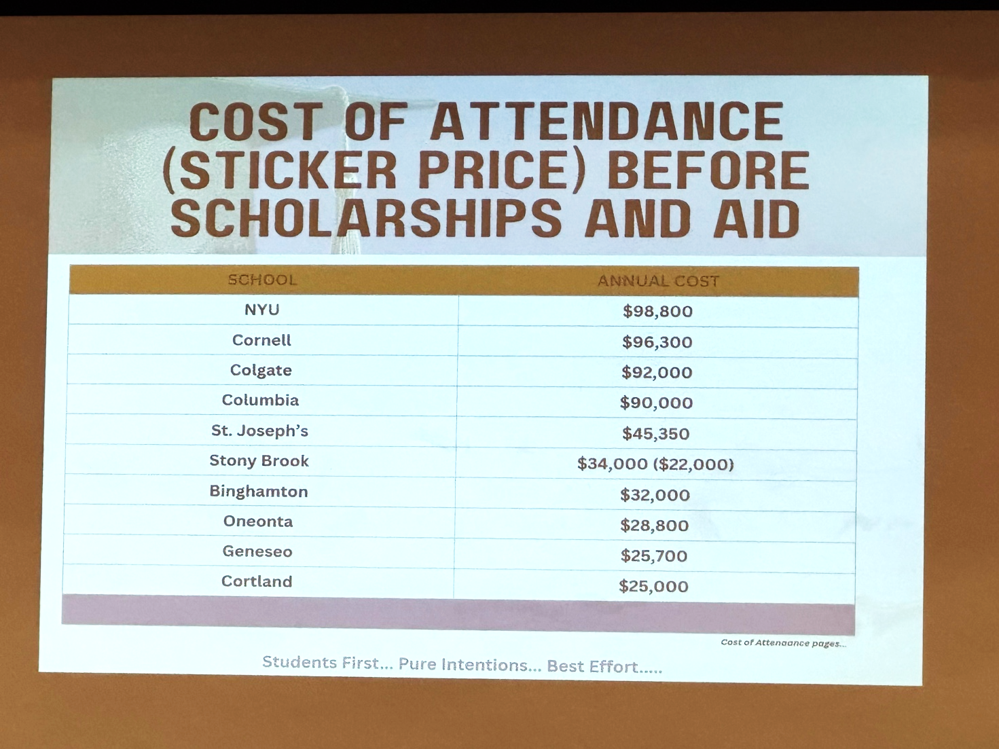 COST OF ATTENDANCE
(STICKER PRICE) BEFORE
SCHOLARSHIPS AND AID
SCHOOL ANNUAL COST
NYU $98,800
Cornell $96,300
Colgate $92,000
Columbia $90,000
St. Joseph's $45,350
Stony Brook $34,000 ($22,000)
Binghamton $32,000
Oneonta $28,800
Geneseo $25,700
Cortland $25,000
Cost of Attendance pages...
Students First... Pure Intentions... Best Effort.....